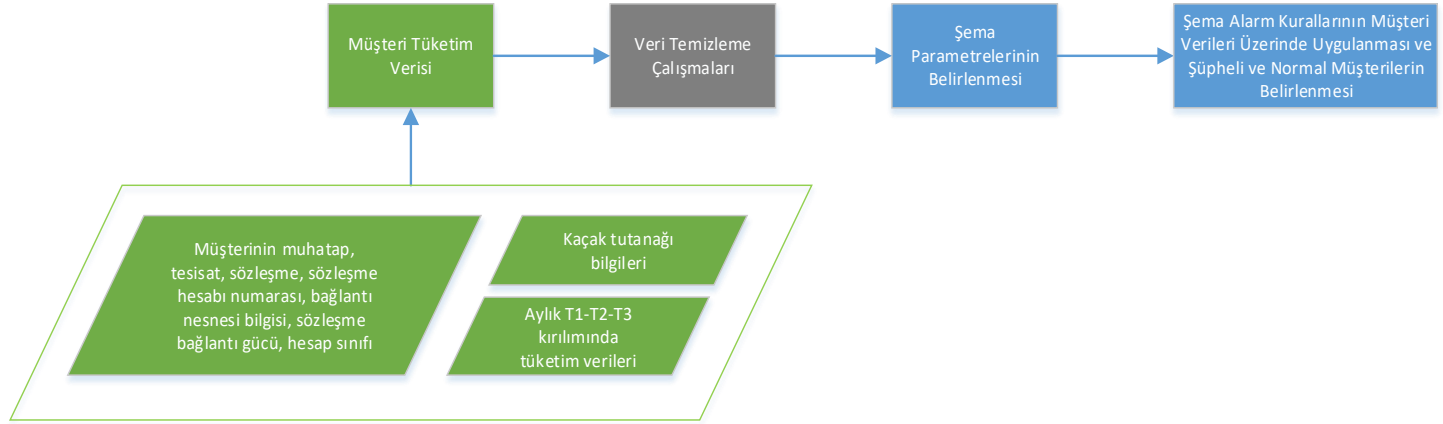 Müşteri Tüketim
Verisi
Veri Temizleme
Çalışmaları
Şema
Parametrelerinin
Belirlenmesi
Şema Alarm Kurallarının Müşteri
Verileri Üzerinde Uygulanması ve
Şüpheli ve Normal Müşterilerin
Belirlenmesi
Müşterinin muhatap,
tesisat, sözleşme, sözleşme
hesabı numarası, bağlantı
nesnesi bilgisi, sözleşme
bağlantı gücü, hesap sınıfı
Kaçak tutanağı
bilgileri
Aylık T1-T2-T3
kırılımında
tüketim verileri